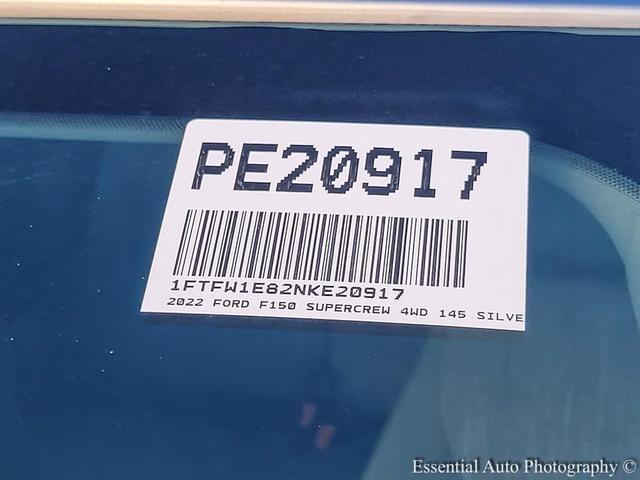 PE20917
1FTFW1E82NKE20917
2022 FORD F150 SUPERCREW 4WD 145 SILVE
Essential Auto Photography ©